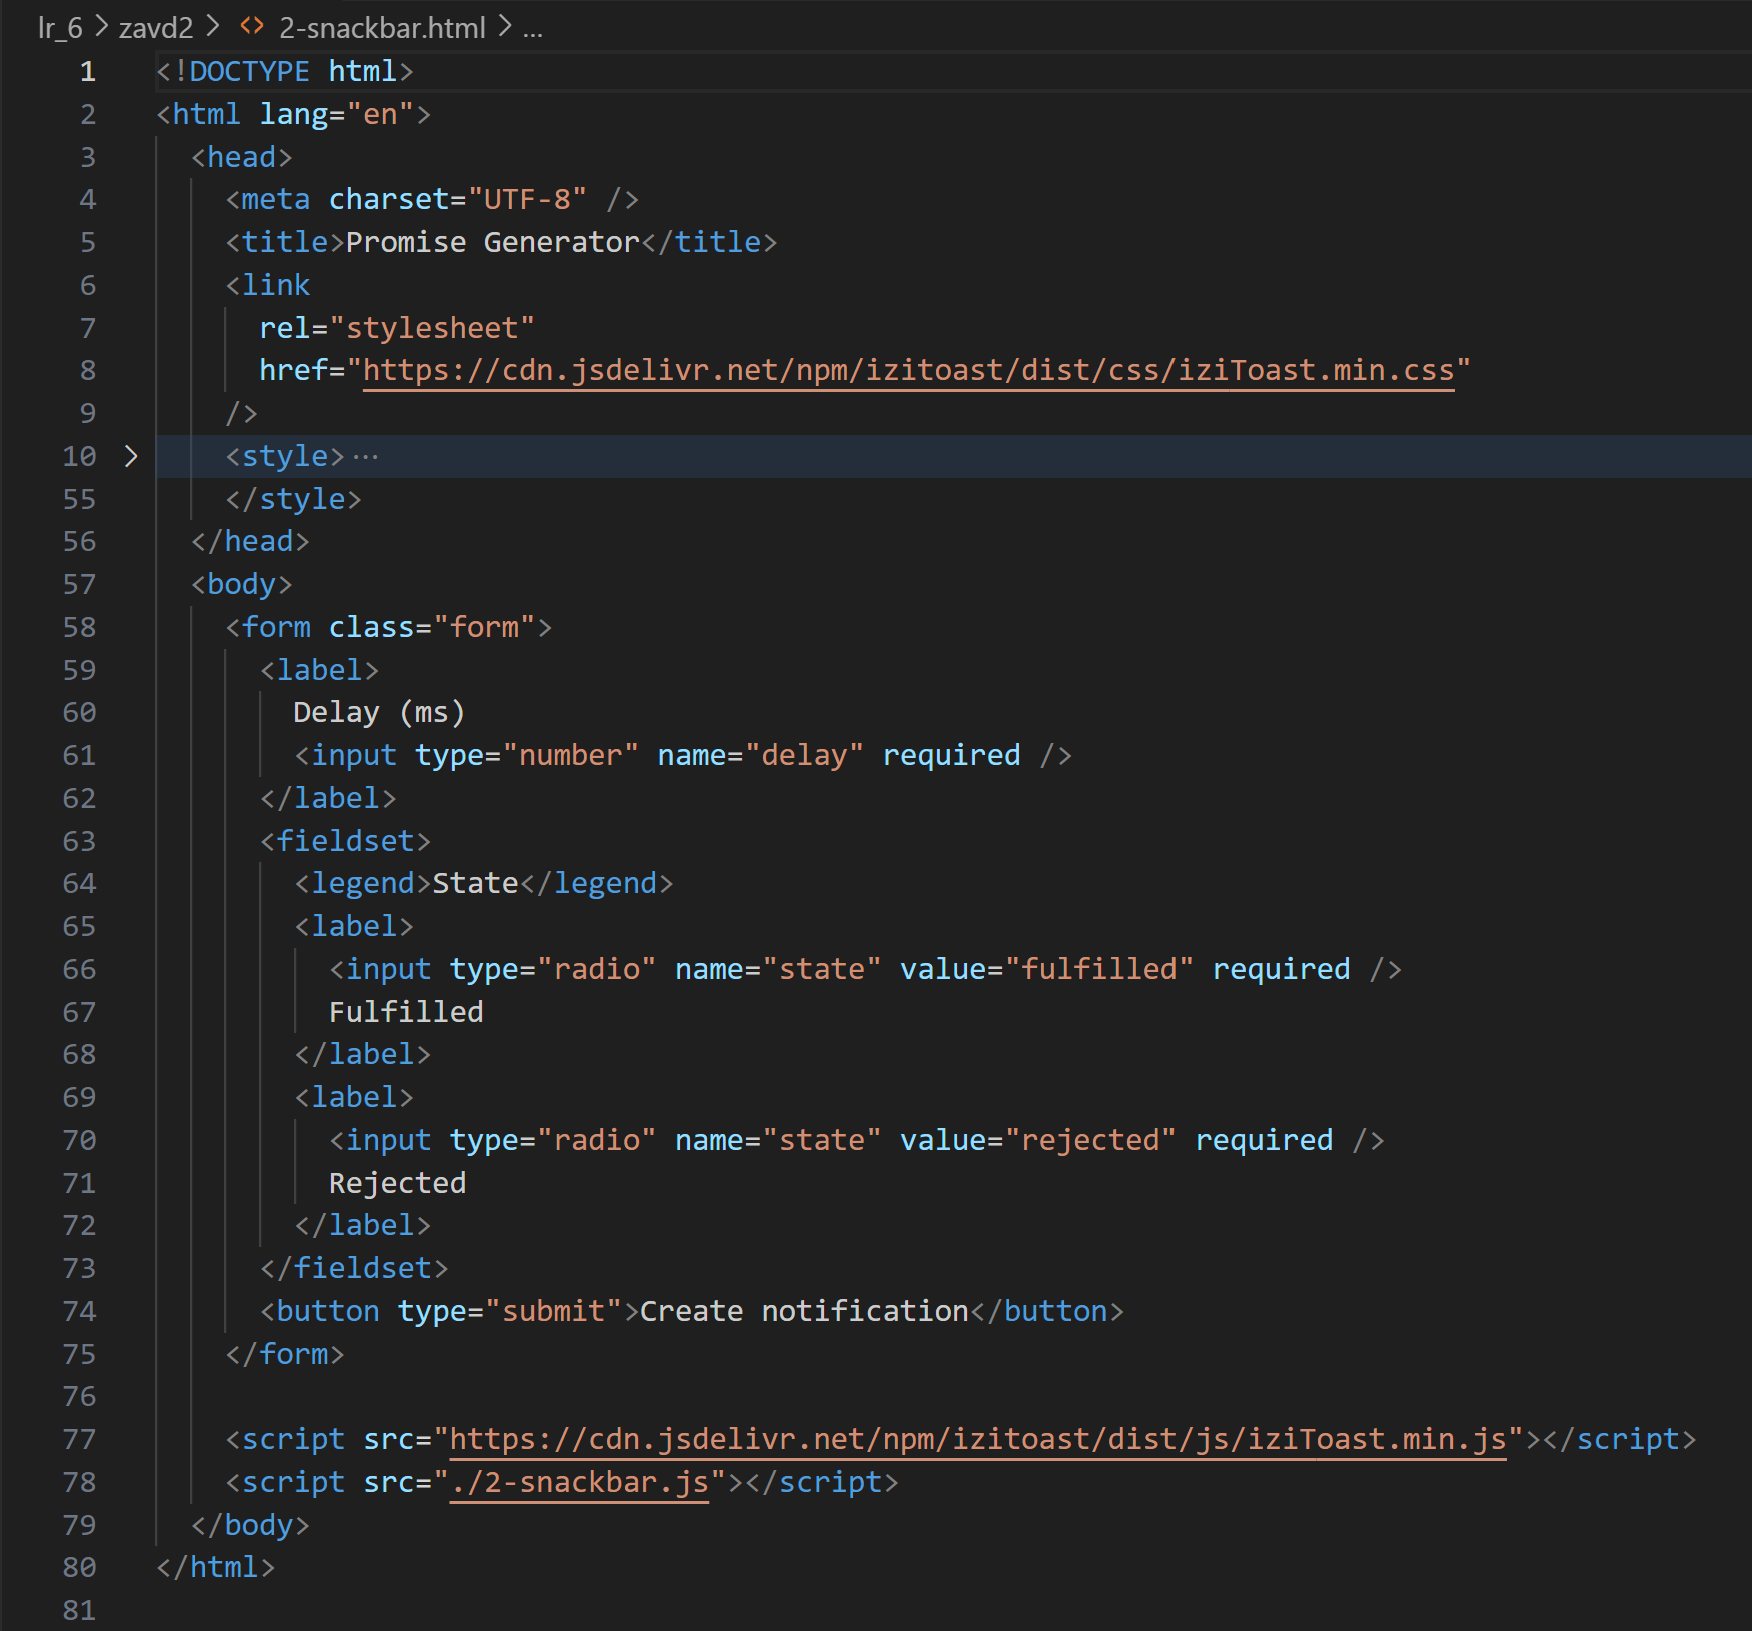 lr_6 > zavd2 > <> 2-snackbar.html > ...
1 <!DOCTYPE html>
2 <html lang="en">
3   <head>
4     <meta charset="UTF-8" />
5     <title>Promise Generator</title>
6     <link
7       rel="stylesheet"
8       href="https://cdn.jsdelivr.net/npm/izitoast/dist/css/iziToast.min.css"
9     />
10 >     <style>···
55     </style>
56   </head>
57   <body>
58     <form class="form">
59       <label>
60         Delay (ms)
61         <input type="number" name="delay" required />
62       </label>
63       <fieldset>
64         <legend>State</legend>
65         <label>
66           <input type="radio" name="state" value="fulfilled" required />
67           Fulfilled
68         </label>
69         <label>
70           <input type="radio" name="state" value="rejected" required />
71           Rejected
72         </label>
73       </fieldset>
74       <button type="submit">Create notification</button>
75     </form>
76
77     <script src="https://cdn.jsdelivr.net/npm/izitoast/dist/js/iziToast.min.js"></script>
78     <script src="./2-snackbar.js"></script>
79   </body>
80 </html>
81